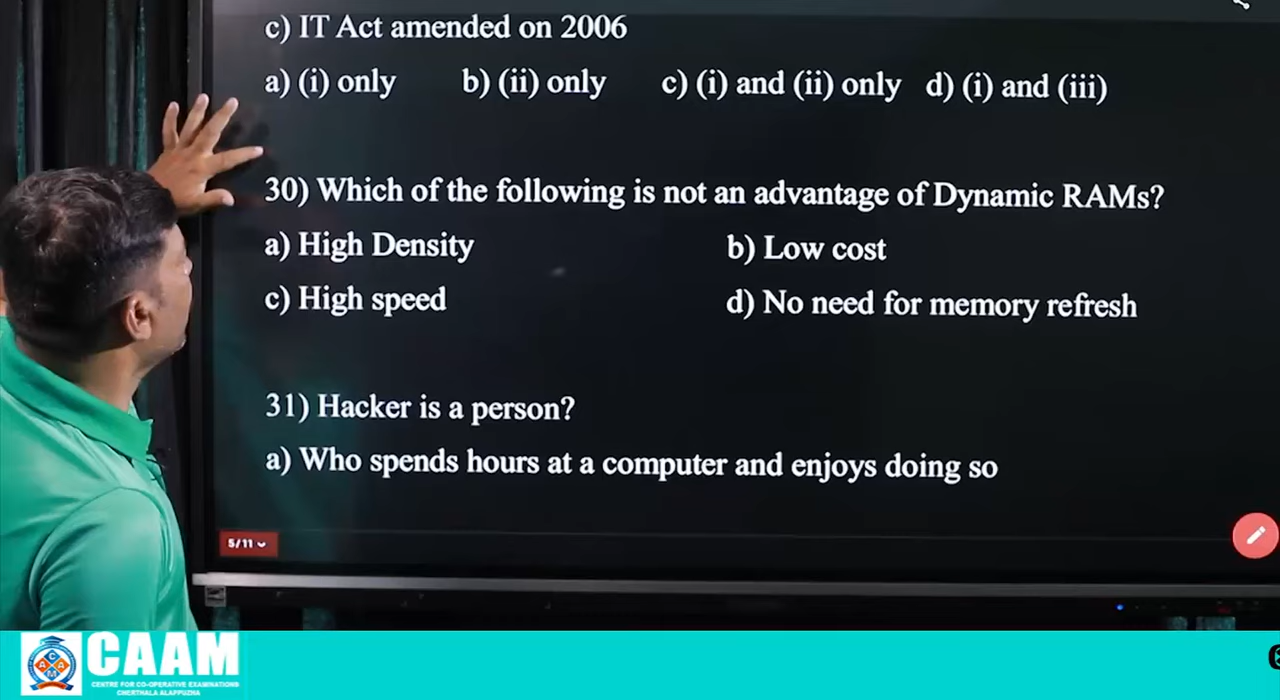 c) IT Act amended on 2006
a) (i) only b) (ii) only c) (i) and (ii) only d) (i) and (iii)
30) Which of the following is not an advantage of Dynamic RAMs?
a) High Density b) Low cost
c) High speed d) No need for memory refresh
31) Hacker is a person?
a) Who spends hours at a computer and enjoys doing so
5/11
CAAM
CENTRE FOR CO-OPERATIVE EXAMINATIONS
CHERTHALA ALAPPUZHA